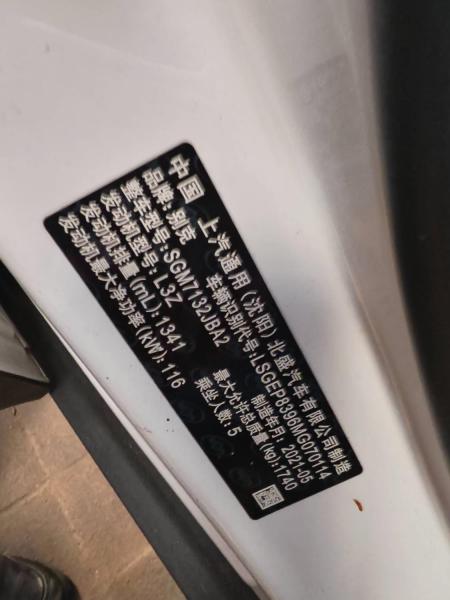 中国 上汽通用(沈阳)北盛汽车有限公司制造
品牌:别克 车辆识别代号:LSGEP8396MG070114
整车型号:SGM7132JBA2 制造年月:2021-05
发动机型号:L3Z 最大允许总质量(kg):1740
发动机排量(mL):1341 乘坐人数:5
发动机最大净功率(kW):116